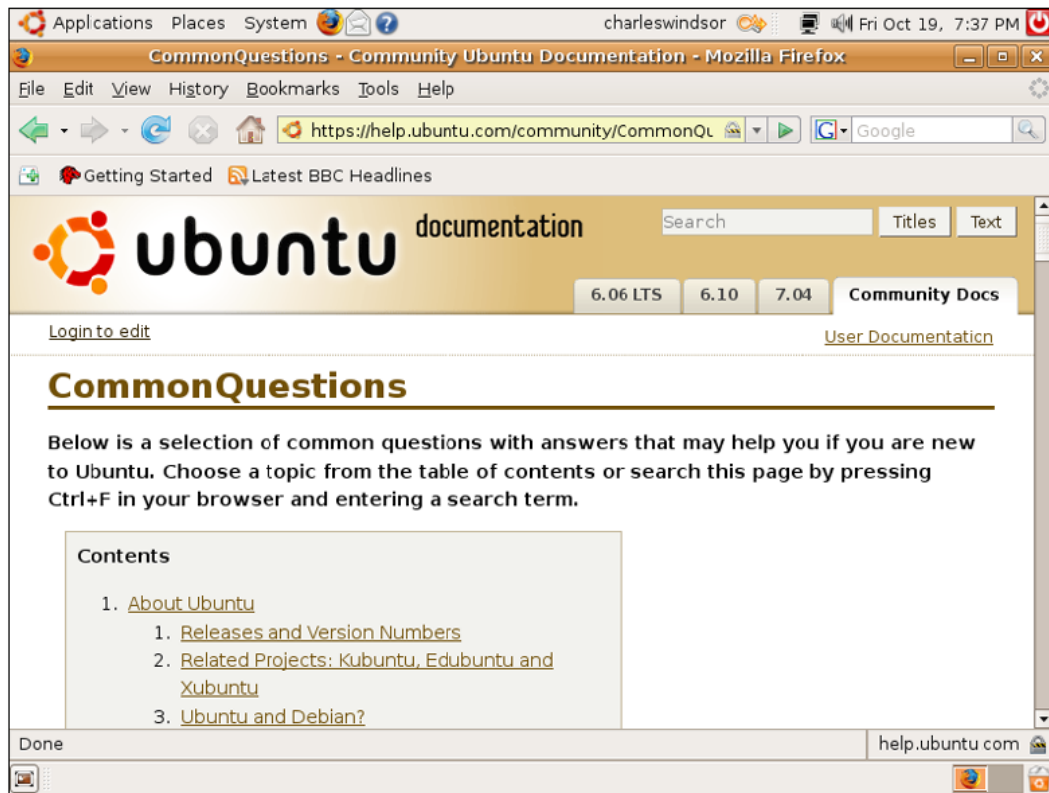 Applications Places System charleswindsor Fri Oct 19, 7:37 PM
CommonQuestions - Community Ubuntu Documentation - Mozilla Firefox
File Edit View History Bookmarks Tools Help
https://help.ubuntu.com/community/CommonQu G Google
Getting Started Latest BBC Headlines
ubuntu documentation Search Titles Text
6.06 LTS 6.10 7.04 Community Docs
Login to edit User Documentation
CommonQuestions
Below is a selection of common questions with answers that may help you if you are new
to Ubuntu. Choose a topic from the table of contents or search this page by pressing
Ctrl+F in your browser and entering a search term.
Contents
1. About Ubuntu
1. Releases and Version Numbers
2. Related Projects: Kubuntu, Edubuntu and
Xubuntu
3. Ubuntu and Debian?
Done help.ubuntu com